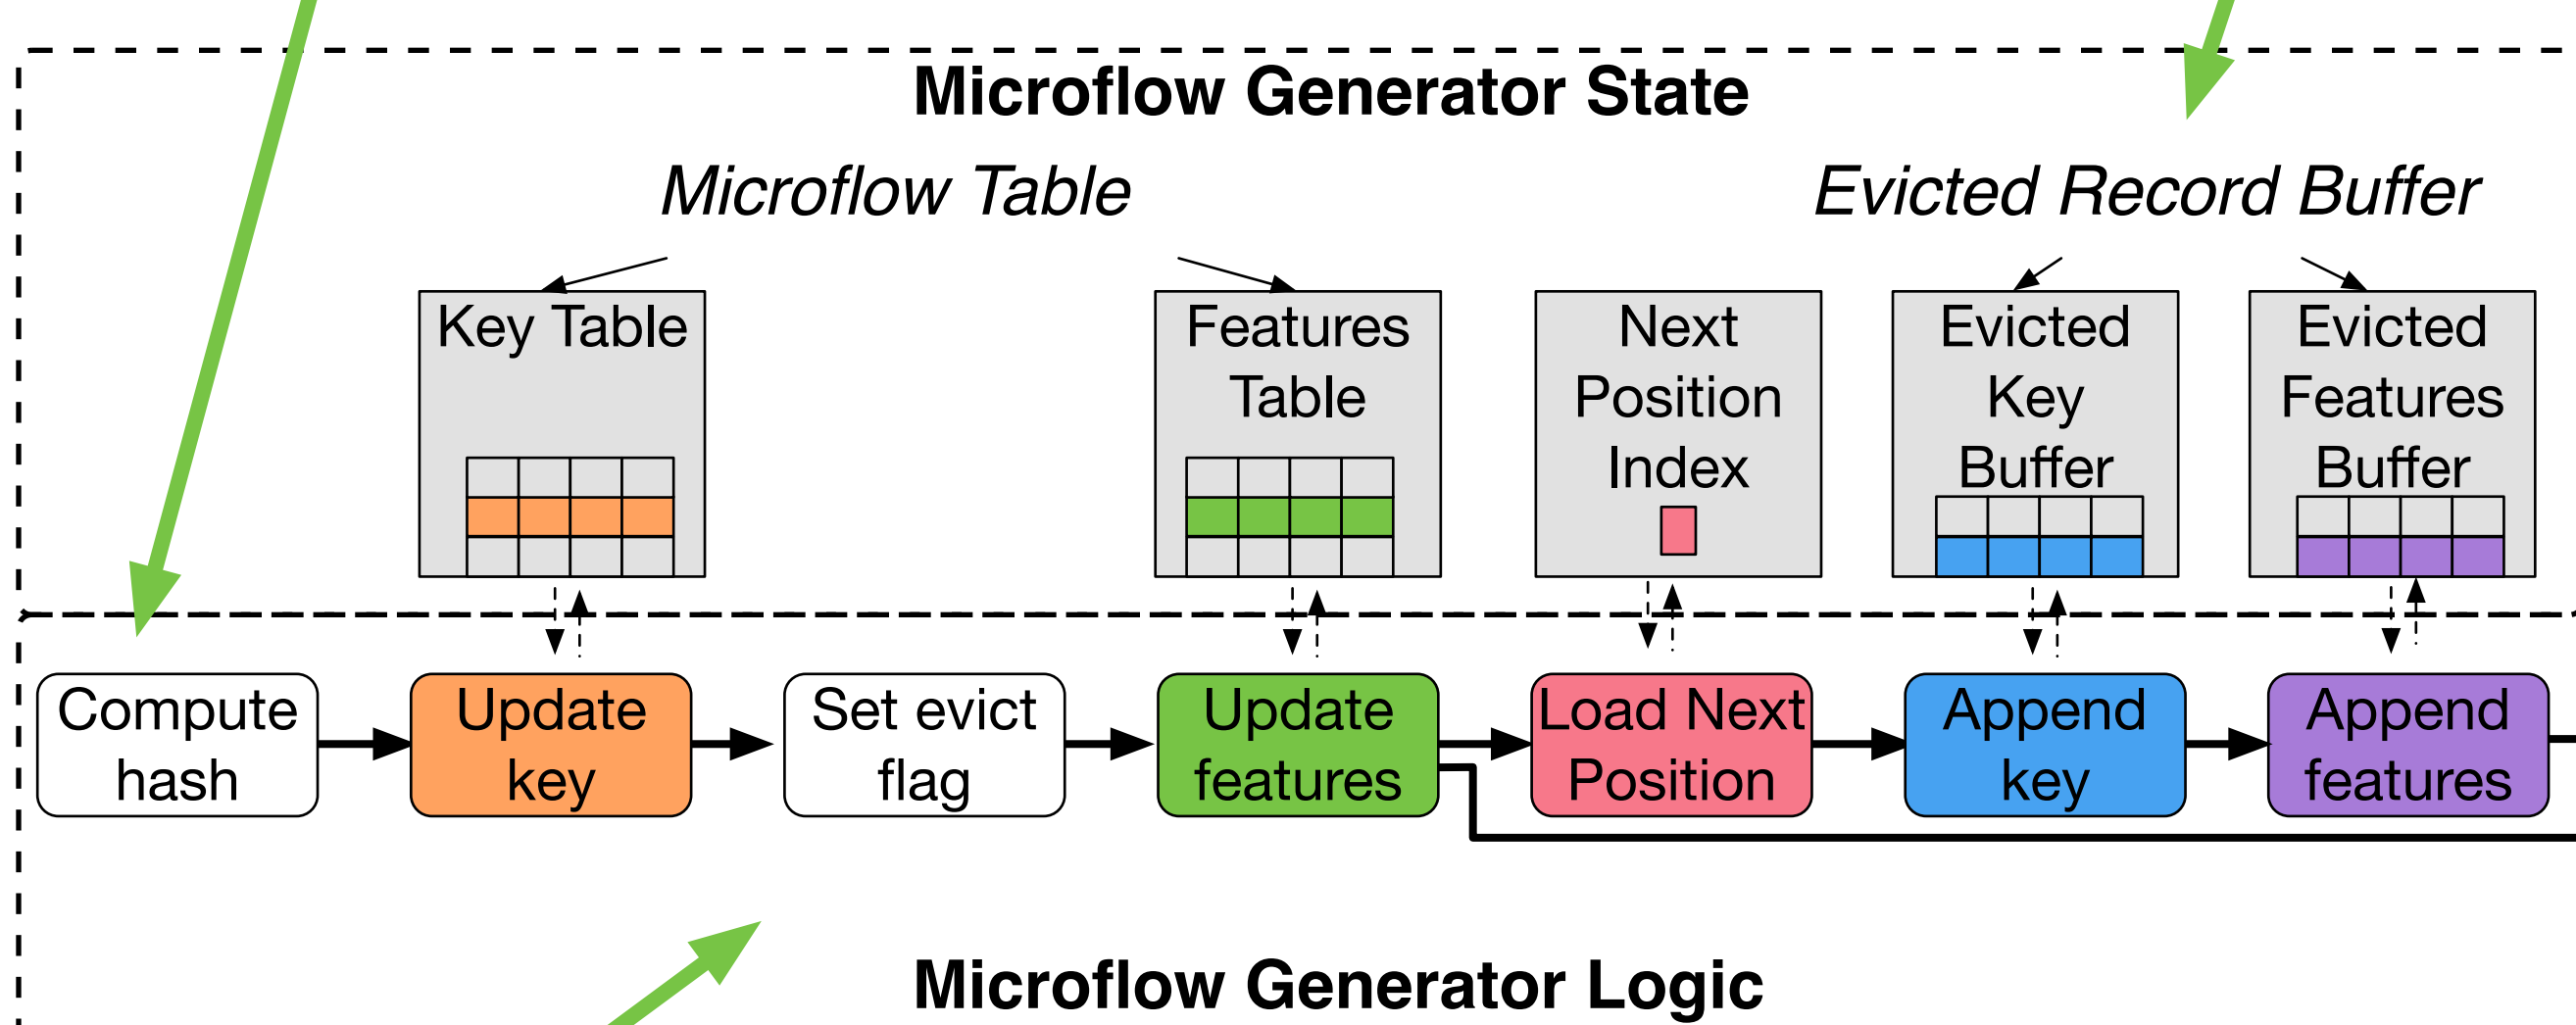 Microflow Generator State
Microflow Table
Evicted Record Buffer
Key Table
Features
Table
Next
Position
Index
Evicted
Key
Buffer
Evicted
Features
Buffer
Compute
hash
Update
key
Set evict
flag
Update
features
Load Next
Position
Append
key
Append
features
Microflow Generator Logic